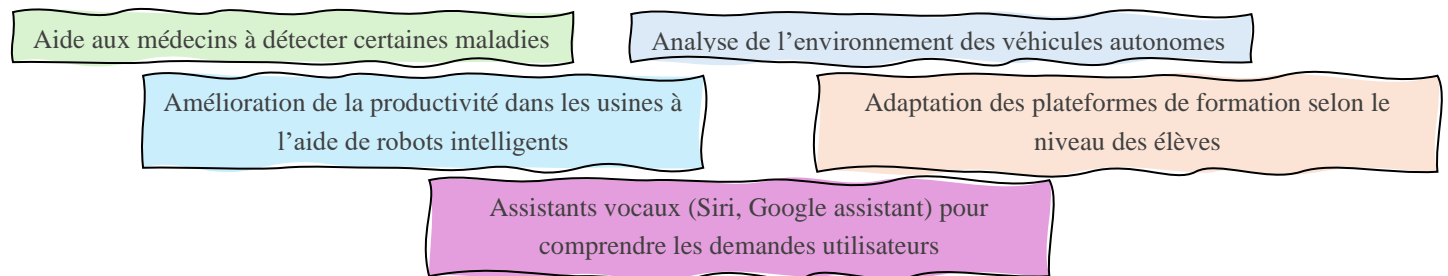 Aide aux médecins à détecter certaines maladies
Analyse de l’environnement des véhicules autonomes
Amélioration de la productivité dans les usines à
l’aide de robots intelligents
Adaptation des plateformes de formation selon le
niveau des élèves
Assistants vocaux (Siri, Google assistant) pour
comprendre les demandes utilisateurs